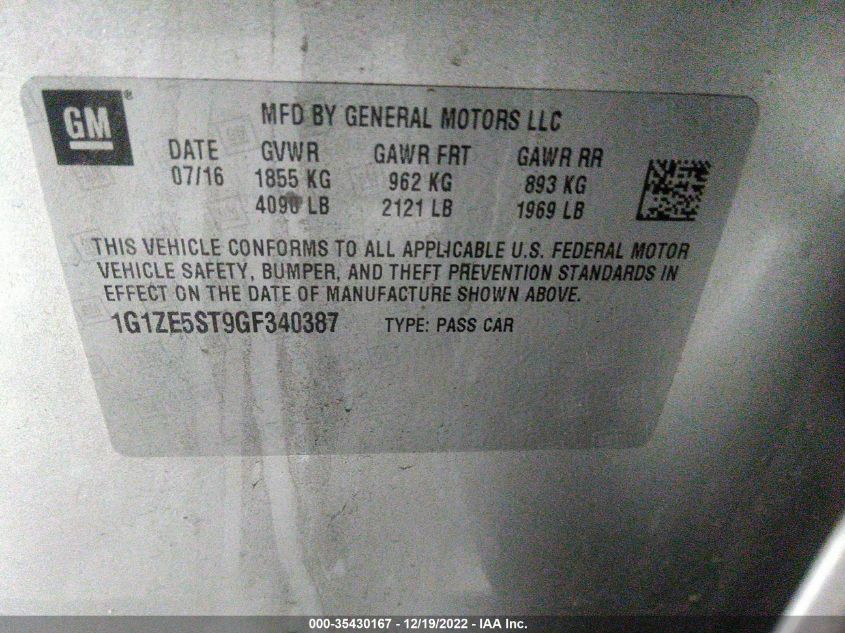 GM ®
MFD BY GENERAL MOTORS LLC
DATE GVWR GAWR FRT GAWR RR
07/16 1855 KG 962 KG 893 KG
4090 LB 2121 LB 1969 LB
THIS VEHICLE CONFORMS TO ALL APPLICABLE U.S. FEDERAL MOTOR
VEHICLE SAFETY, BUMPER, AND THEFT PREVENTION STANDARDS IN
EFFECT ON THE DATE OF MANUFACTURE SHOWN ABOVE.
1G1ZE5ST9GF340387 TYPE: PASS CAR
000-35430167 - 12/19/2022 - IAA Inc.